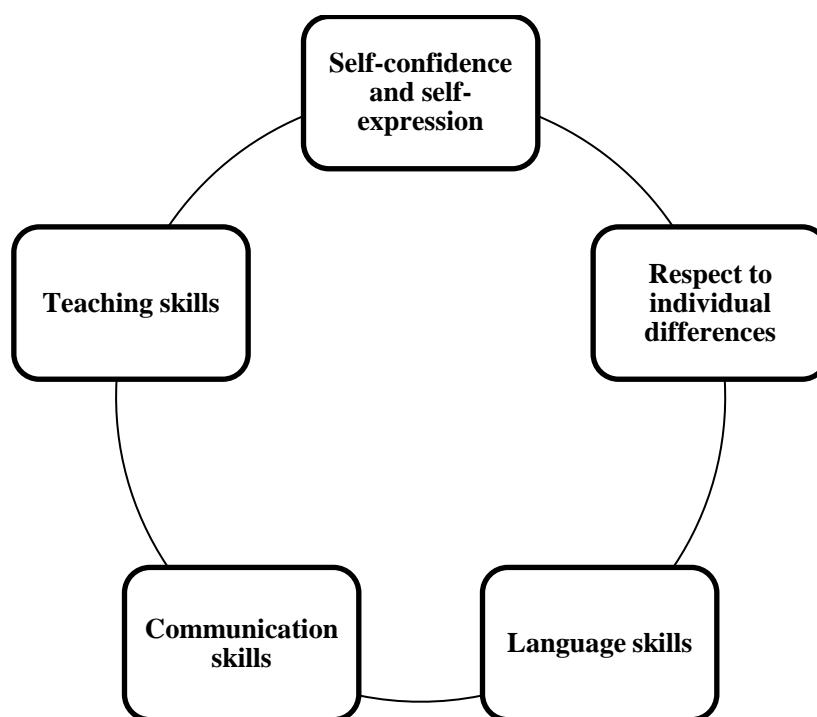 Self-confidence
and self-
expression
Respect to
individual
differences
Language skills
Communication
skills
Teaching skills